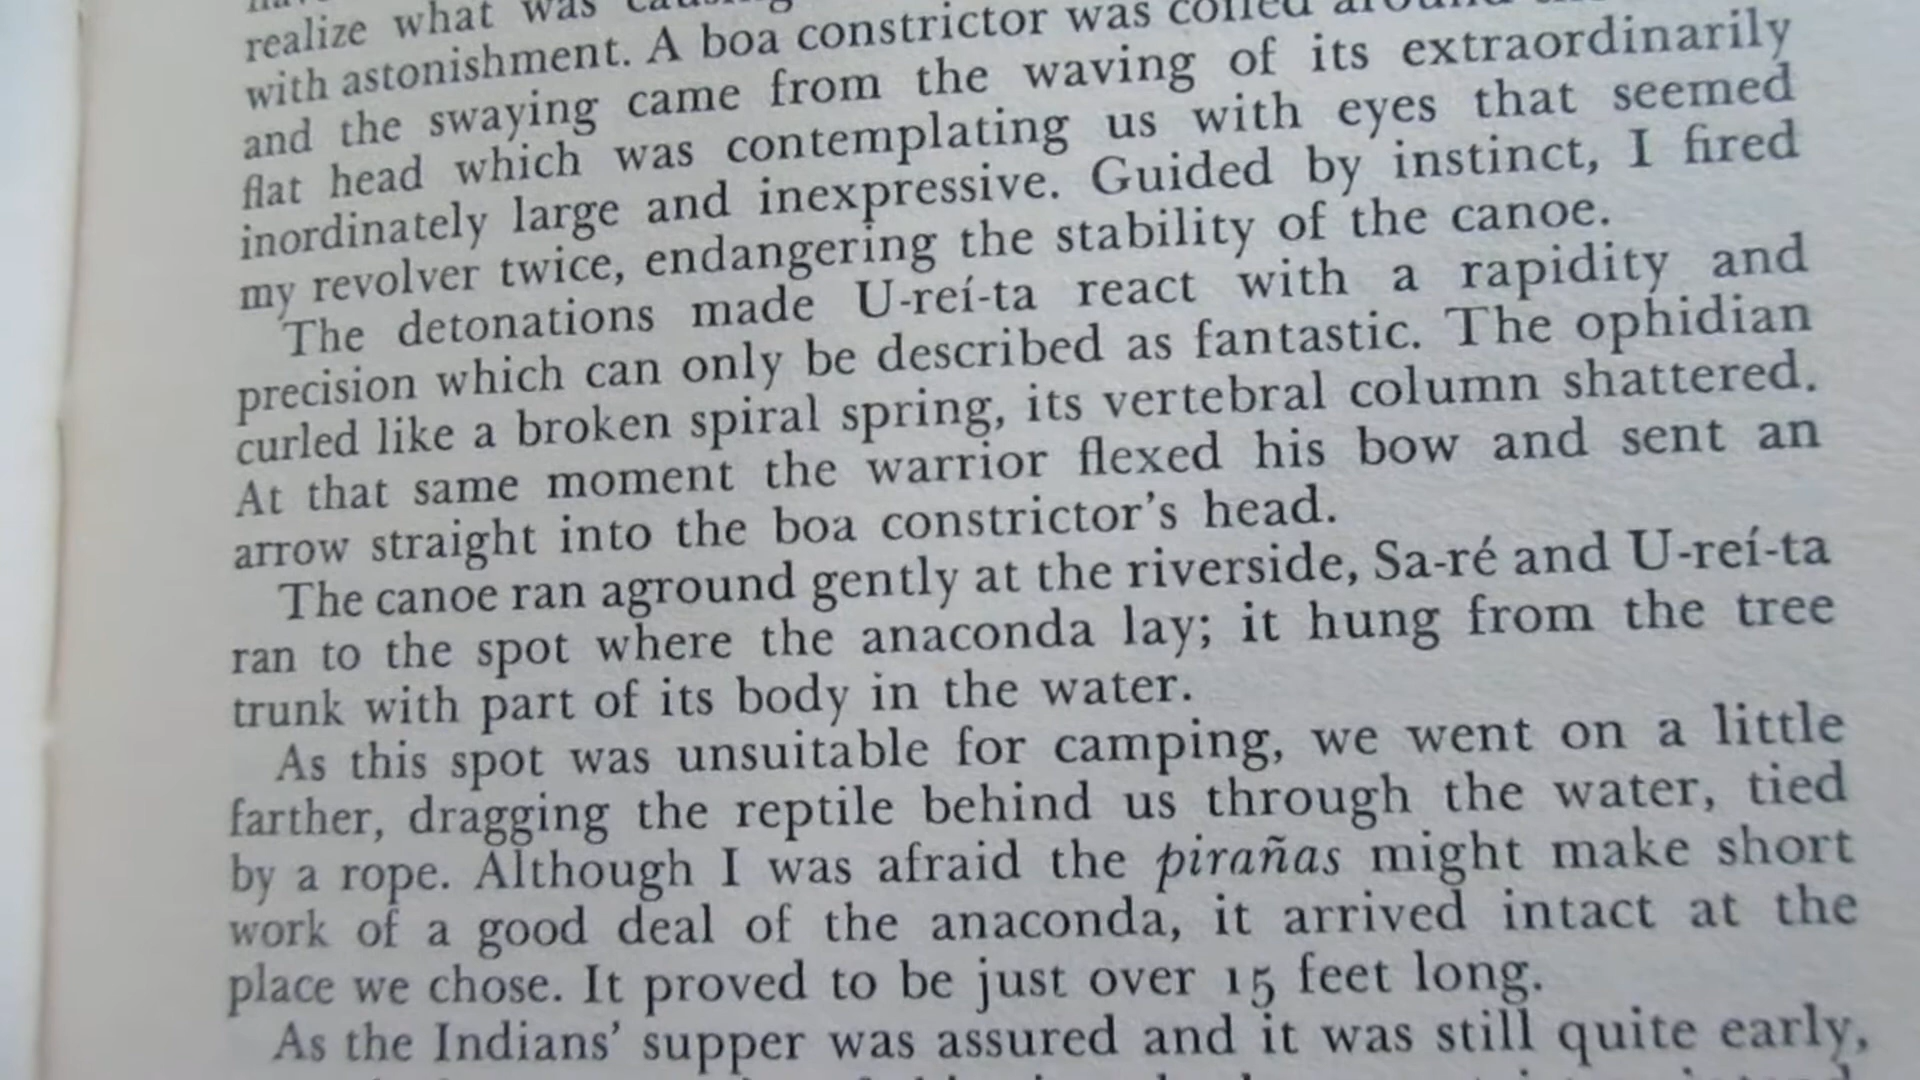 realize what was
with astonishment. A boa constrictor was coiled around
and the swaying came from the waving of its extraordinarily
flat head which was contemplating us with eyes that seemed
inordinately large and inexpressive. Guided by instinct, I fired
my revolver twice, endangering the stability of the canoe.
The detonations made U-reí-ta react with a rapidity and
precision which can only be described as fantastic. The ophidian
curled like a broken spiral spring, its vertebral column shattered.
At that same moment the warrior flexed his bow and sent an
arrow straight into the boa constrictor's head.
The canoe ran aground gently at the riverside, Sa-ré and U-reí-ta
ran to the spot where the anaconda lay; it hung from the tree
trunk with part of its body in the water.
As this spot was unsuitable for camping, we went on a little
farther, dragging the reptile behind us through the water, tied
by a rope. Although I was afraid the pirañas might make short
work of a good deal of the anaconda, it arrived intact at the
place we chose. It proved to be just over 15 feet long.
As the Indians' supper was assured and it was still quite early,